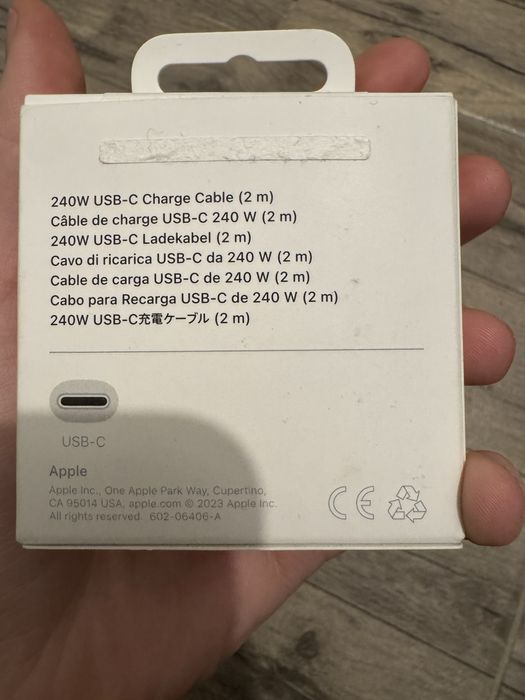 240W USB-C Charge Cable (2 m)
Câble de charge USB-C 240 W (2 m)
240W USB-C Ladekabel (2 m)
Cavo di ricarica USB-C da 240 W (2 m)
Cable de carga USB-C de 240 W (2 m)
Cabo para Recarga USB-C de 240 W (2 m)
240W USB-C充電ケーブル (2 m)
USB-C
Apple
Apple Inc., One Apple Park Way, Cupertino,
CA 95014 USA. apple.com © 2023 Apple Inc.
All rights reserved. 602-06406-A
CE